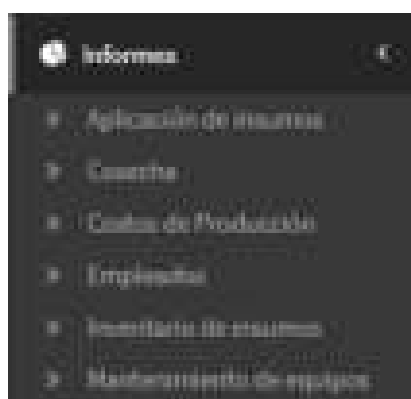 Informes
Aplicación de insumos
Cosecha
Costos de Producción
Empleados
Inventario de insumos
Mantenimiento de equipos